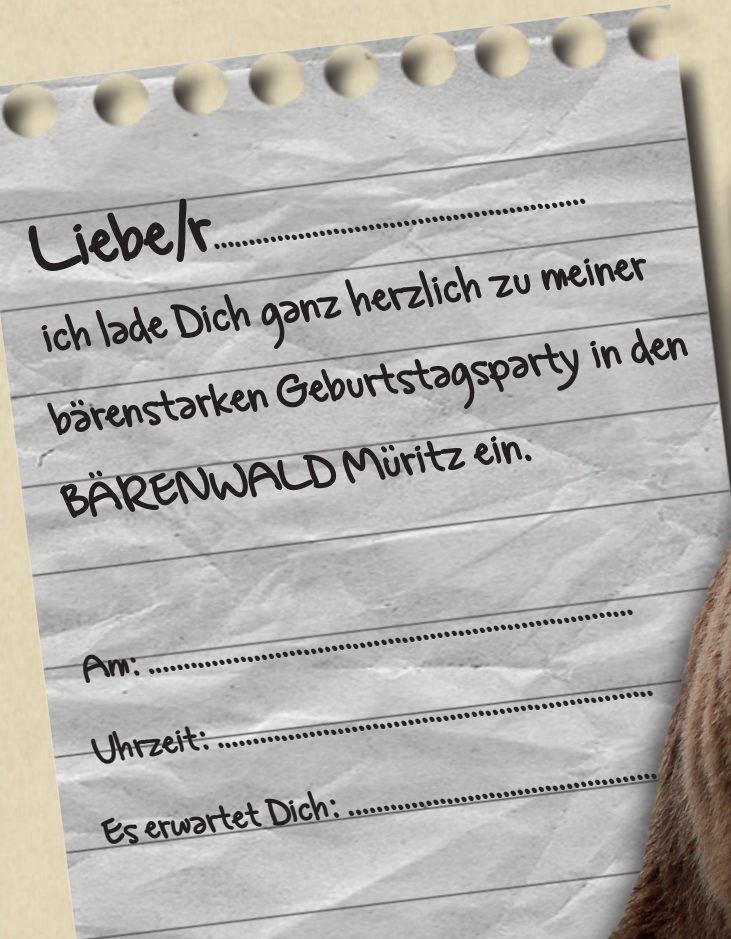 Liebe/r..........................................................
ich lade Dich ganz herzlich zu meiner
bärenstarken Geburtstagsparty in den
BÄRENWALD Müritz ein.
Am: ..........................................................................
Uhrzeit: ...................................................................
Es erwartet Dich: ................................................